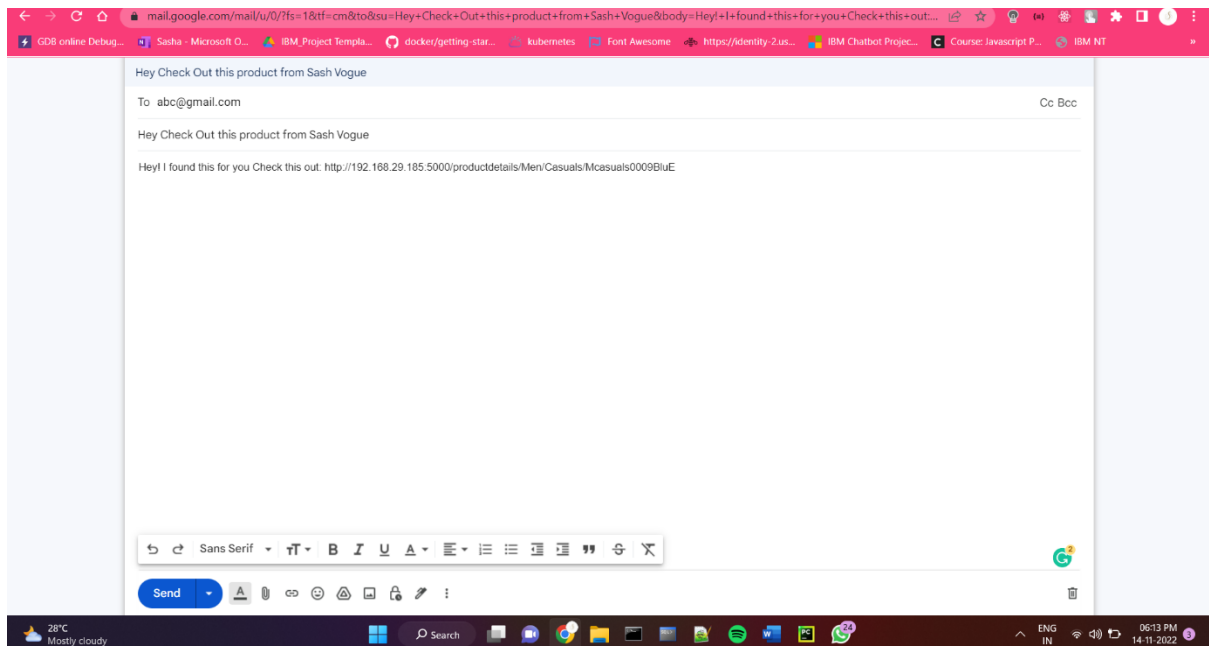 mail.google.com/mail/u/0/?fs=1&tf=cm&to&su=Hey+Check+Out+this+product+from+Sash+Vogue&body=Hey!+I+found+this+for+you+Check+this+out:...
GDB online Debug... Sasha - Microsoft O... IBM_Project Templa... docker/getting-star... kubernetes Font Awesome https://identity-2.us... IBM Chatbot Projec... Course: Javascript P... IBM NT »
Hey Check Out this product from Sash Vogue
To abc@gmail.com Cc Bcc
Hey Check Out this product from Sash Vogue
Hey! I found this for you Check this out: http://192.168.29.185:5000/productdetails/Men/Casuals/Mcasuals0009BluE
Sans Serif B I U A
2
Send A
28°C
Mostly cloudy
Search
W PC 24
ENG
IN
06:13 PM
14-11-2022
3